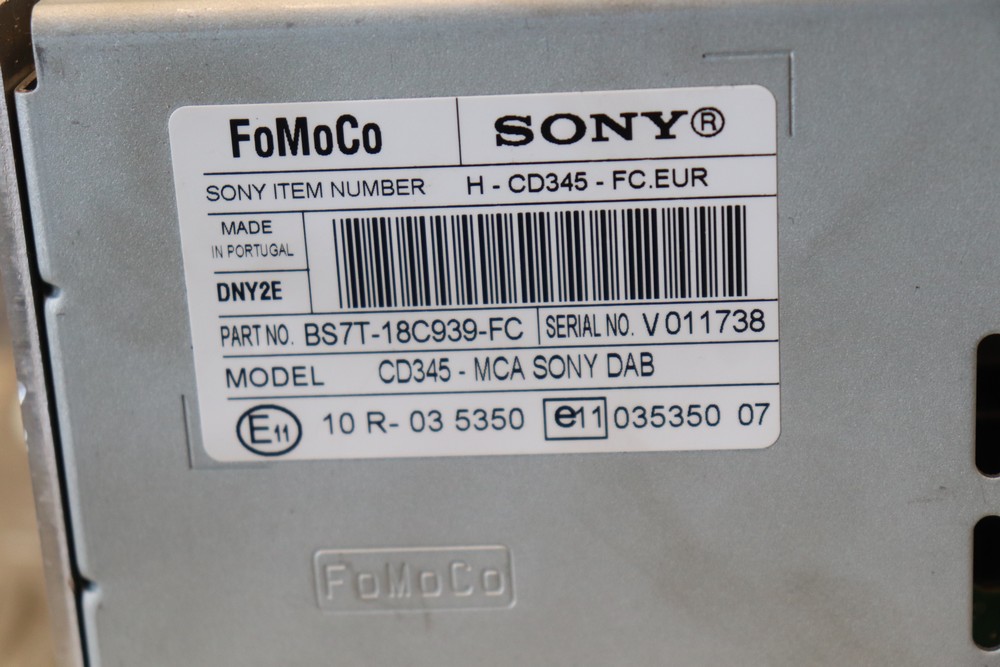 FoMoCo SONY®
SONY ITEM NUMBER H - CD345 - FC.EUR
MADE
IN PORTUGAL
DNY2E
PART NO. BS7T-18C939-FC SERIAL NO. V011738
MODEL CD345 - MCA SONY DAB
E11 10 R- 03 5350 e11 035350 07
FoMoCo